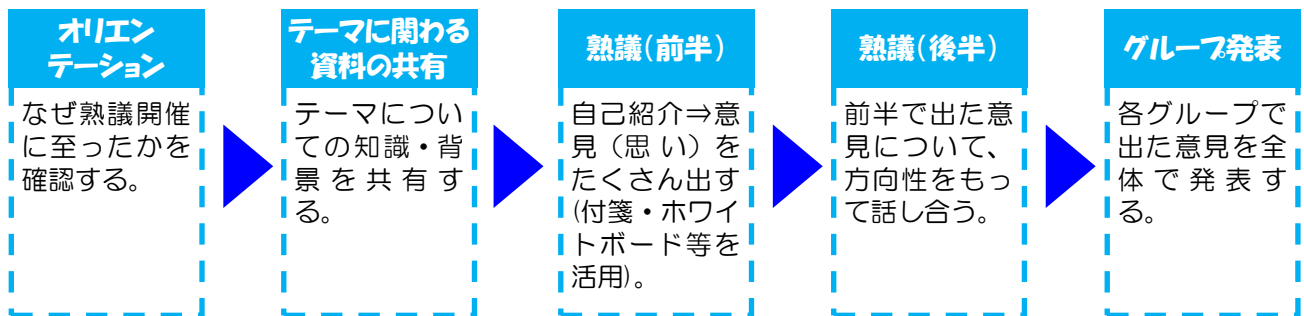 オリエン
テーション
なぜ熟議開催
に至ったかを
確認する。
テーマに関わる
資料の共有
テーマについ
ての知識・背
景を共有す
る。
熟議(前半)
自己紹介⇒意
見（思い）を
たくさん出す
(付箋・ホワイ
トボード等を
活用)。
熟議(後半)
前半で出た意
見について、
方向性をもっ
て話し合う。
グループ発表
各グループで
出た意見を全
体で発表す
る。